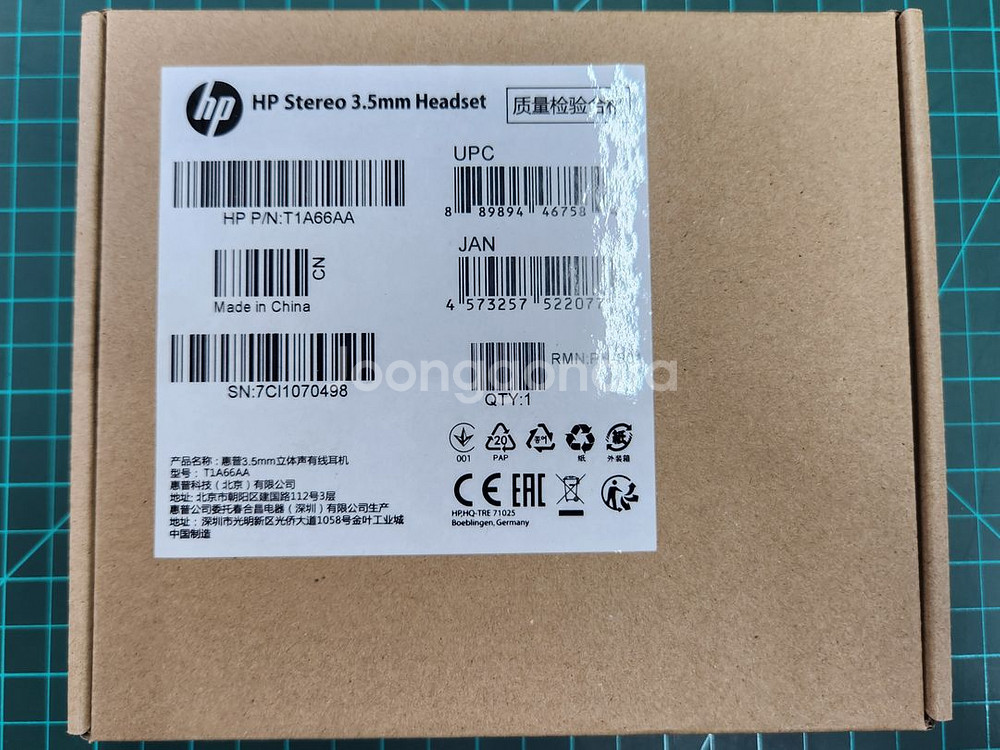 hp
HP Stereo 3.5mm Headset
质量检验合格
HP P/N:T1A66AA
UPC
8 89894 46758
Made in China
CN
JAN
4 573257 522077
SN:7CI1070498
QTY:1
001
20
PAP
종이
纸
外装箱
产品名称：惠普3.5mm立体声有线耳机
型号： T1A66AA
惠普科技（北京）有限公司
地址: 北京市朝阳区建国路112号3层
惠普公司委托春合昌电器（深圳）有限公司生产
地址：深圳市光明新区光侨大道1058号金叶工业城
中国制造
CE EAC
HP,HQ-TRE 71025
Boeblingen, Germany